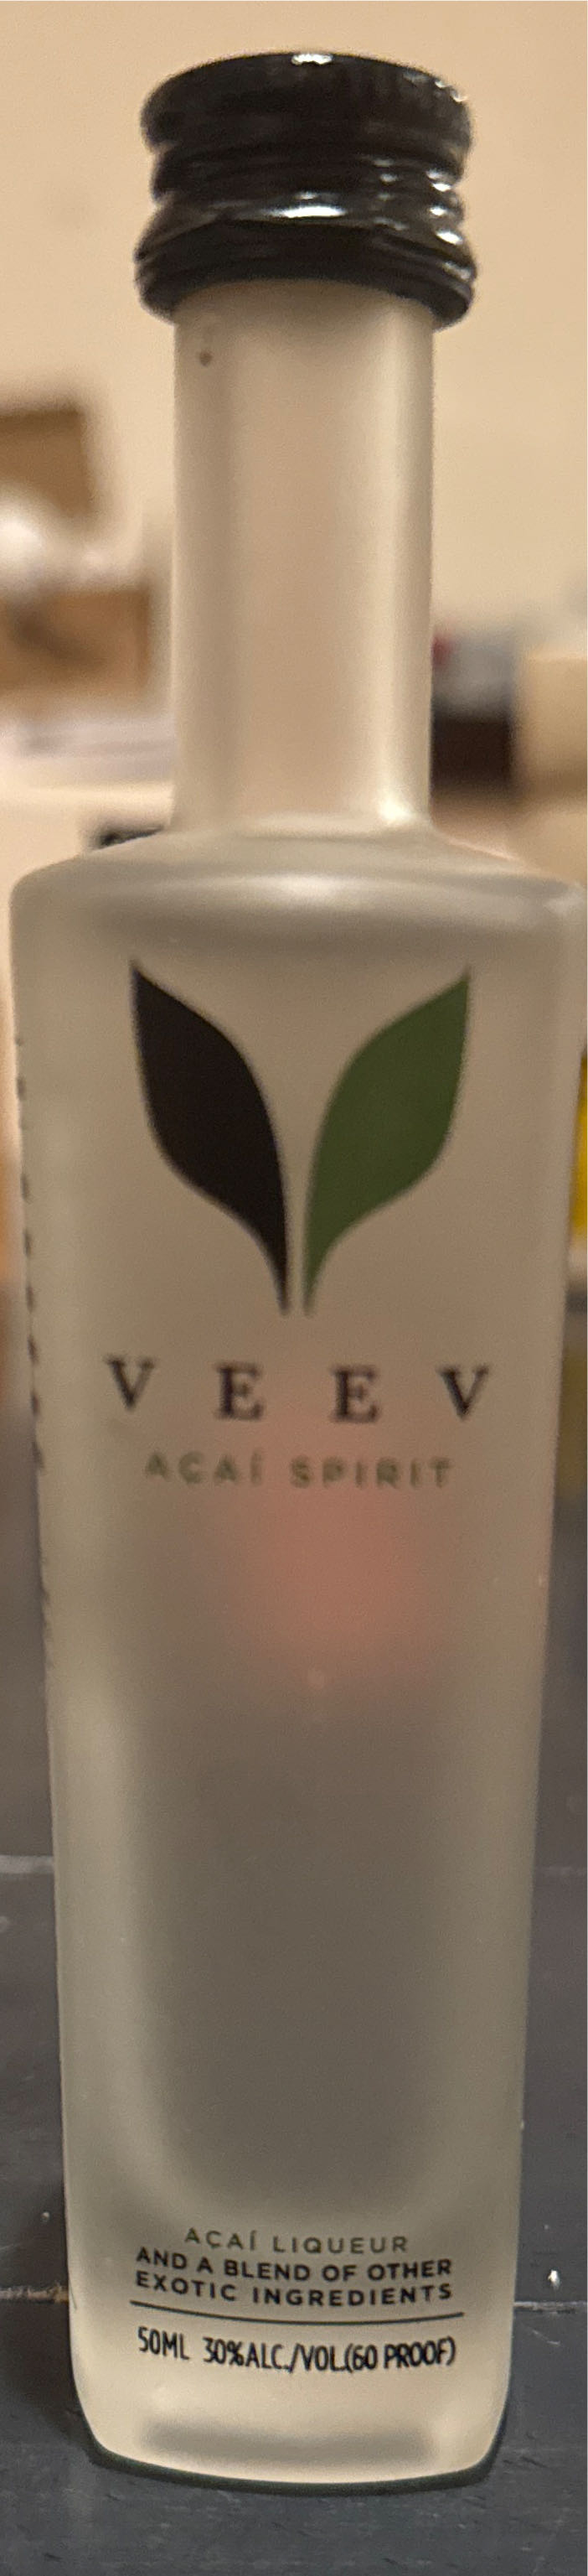 VEEV
AÇAÍ SPIRIT
AÇAÍ LIQUEUR
AND A BLEND OF OTHER
EXOTIC INGREDIENTS
50ML 30%ALC./VOL.(60 PROOF)